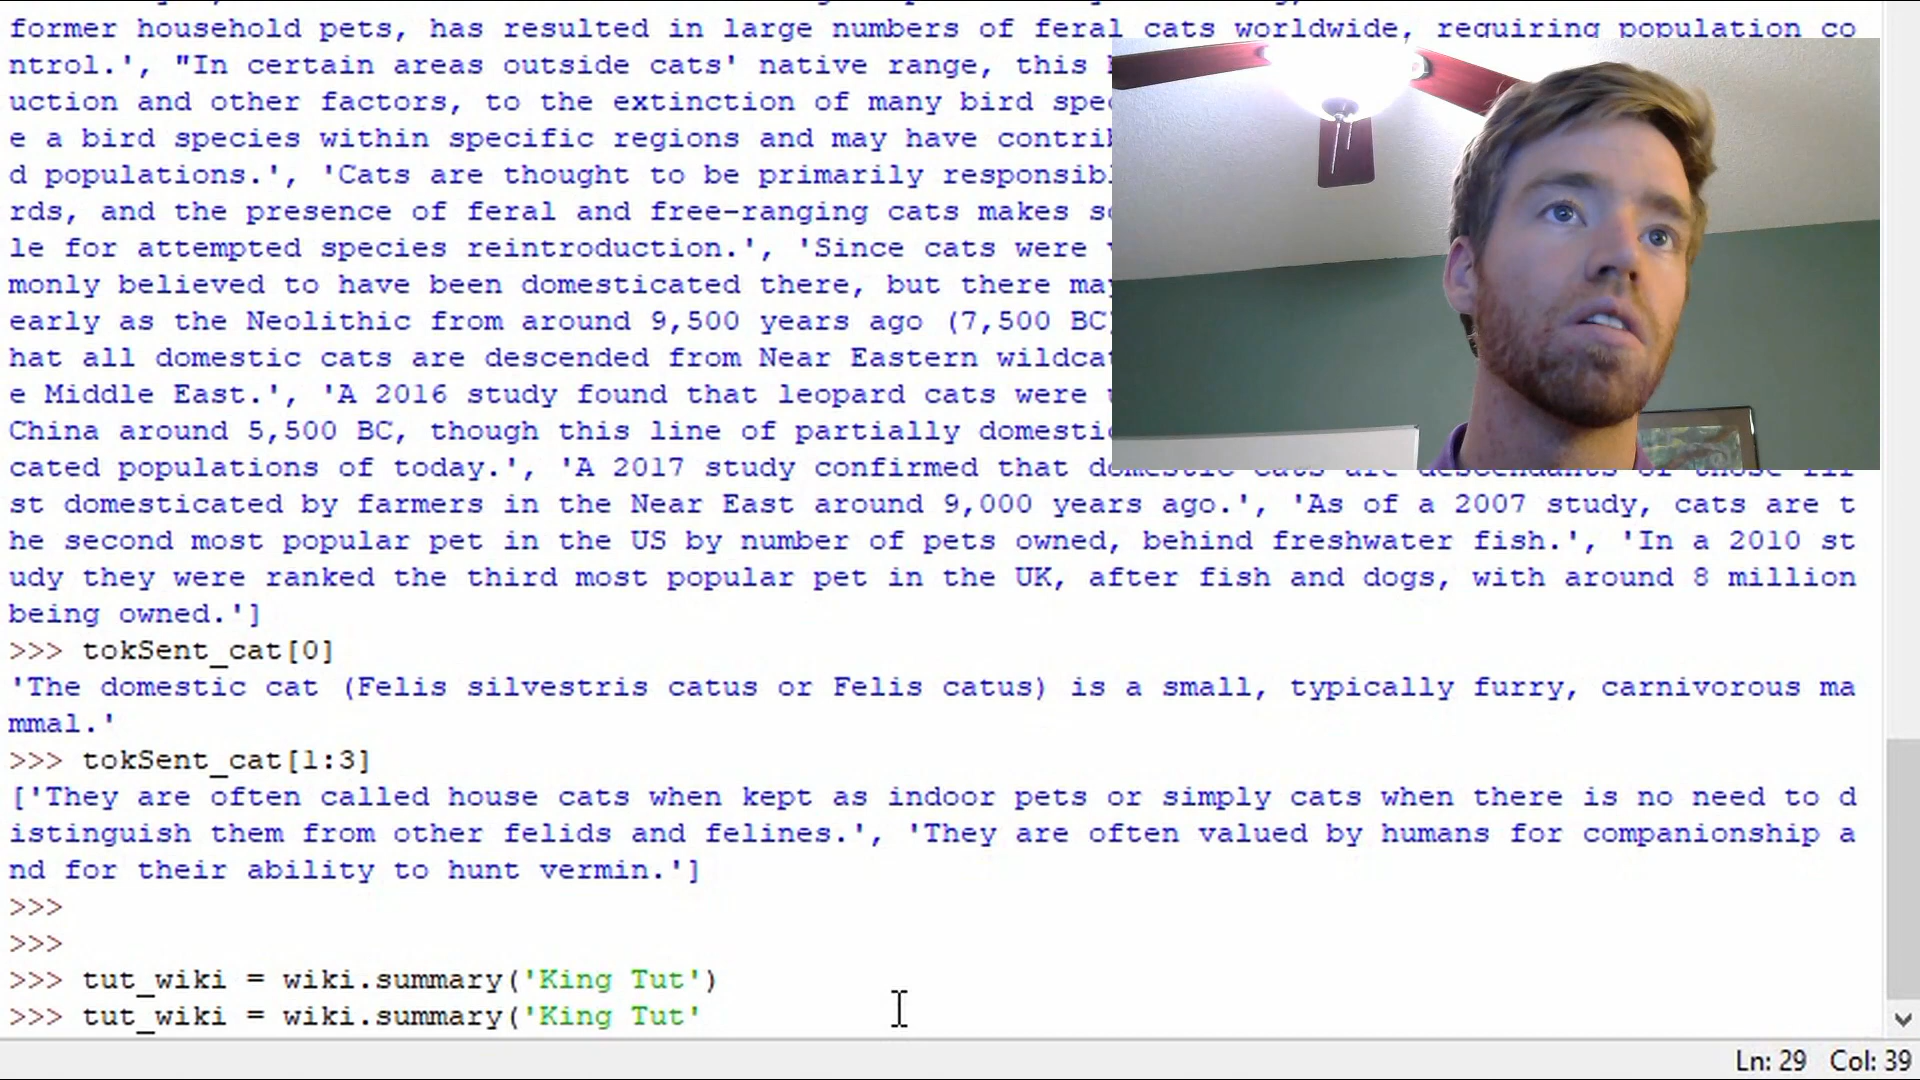 former household pets, has resulted in large numbers of feral cats worldwide, requiring population co
ntrol.', "In certain areas outside cats' native range, this
uction and other factors, to the extinction of many bird spec
e a bird species within specific regions and may have contri
d populations.', 'Cats are thought to be primarily responsib
rds, and the presence of feral and free-ranging cats makes s
le for attempted species reintroduction.', 'Since cats were
monly believed to have been domesticated there, but there may
early as the Neolithic from around 9,500 years ago (7,500 BC
hat all domestic cats are descended from Near Eastern wildcat
e Middle East.', 'A 2016 study found that leopard cats were
China around 5,500 BC, though this line of partially domestic
cated populations of today.', 'A 2017 study confirmed that domestic cats are descendants of those fir
st domesticated by farmers in the Near East around 9,000 years ago.', 'As of a 2007 study, cats are t
he second most popular pet in the US by number of pets owned, behind freshwater fish.', 'In a 2010 st
udy they were ranked the third most popular pet in the UK, after fish and dogs, with around 8 million
being owned.']
>>> tokSent_cat[0]
'The domestic cat (Felis silvestris catus or Felis catus) is a small, typically furry, carnivorous ma
mmal.'
>>> tokSent_cat[1:3]
['They are often called house cats when kept as indoor pets or simply cats when there is no need to d
istinguish them from other felids and felines.', 'They are often valued by humans for companionship a
nd for their ability to hunt vermin.']
>>>
>>>
>>> tut_wiki = wiki.summary('King Tut')
>>> tut_wiki = wiki.summary('King Tut'
Ln: 29 Col: 39